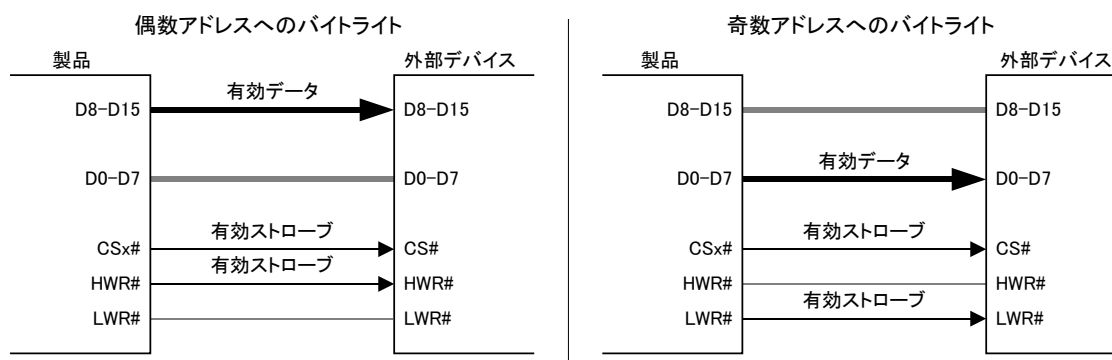 偶数アドレスへのバイトライト
製品
外部デバイス
D8-D15
有効データ
D8-D15
D0-D7
D0-D7
CSx#
有効ストローブ
CS#
HWR#
有効ストローブ
HWR#
LWR#
LWR#
奇数アドレスへのバイトライト
製品
外部デバイス
D8-D15
D8-D15
D0-D7
有効データ
D0-D7
CSx#
有効ストローブ
CS#
HWR#
HWR#
LWR#
有効ストローブ
LWR#